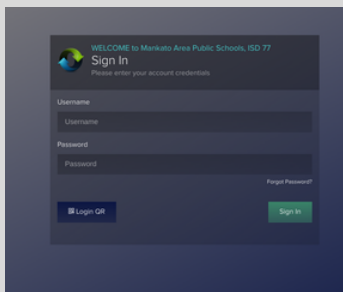 WELCOME to Mankato Area Public Schools, ISD 77
Sign In
Please enter your account credentials
Username
Username
Password
Password
Forgot Password?
Login QR
Sign In